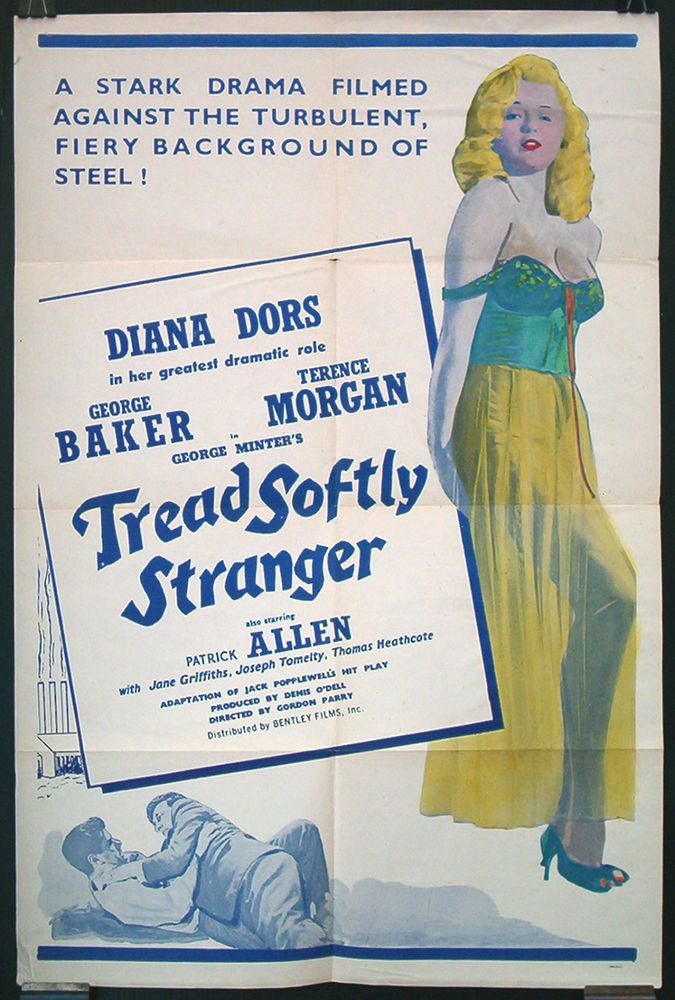 A STARK DRAMA FILMED
AGAINST THE TURBULENT,
FIERY BACKGROUND OF
STEEL!
DIANA DORS
in her greatest dramatic role
GEORGE
BAKER
TERENCE
MORGAN
in
GEORGE MINTER'S
Tread Softly
Stranger
also starring
PATRICK ALLEN
with Jane Griffiths, Joseph Tomelty, Thomas Heathcote
ADAPTATION OF JACK POPPLEWELL'S HIT PLAY
PRODUCED BY DENIS O'DELL
DIRECTED BY GORDON PARRY
Distributed by BENTLEY FILMS, Inc.